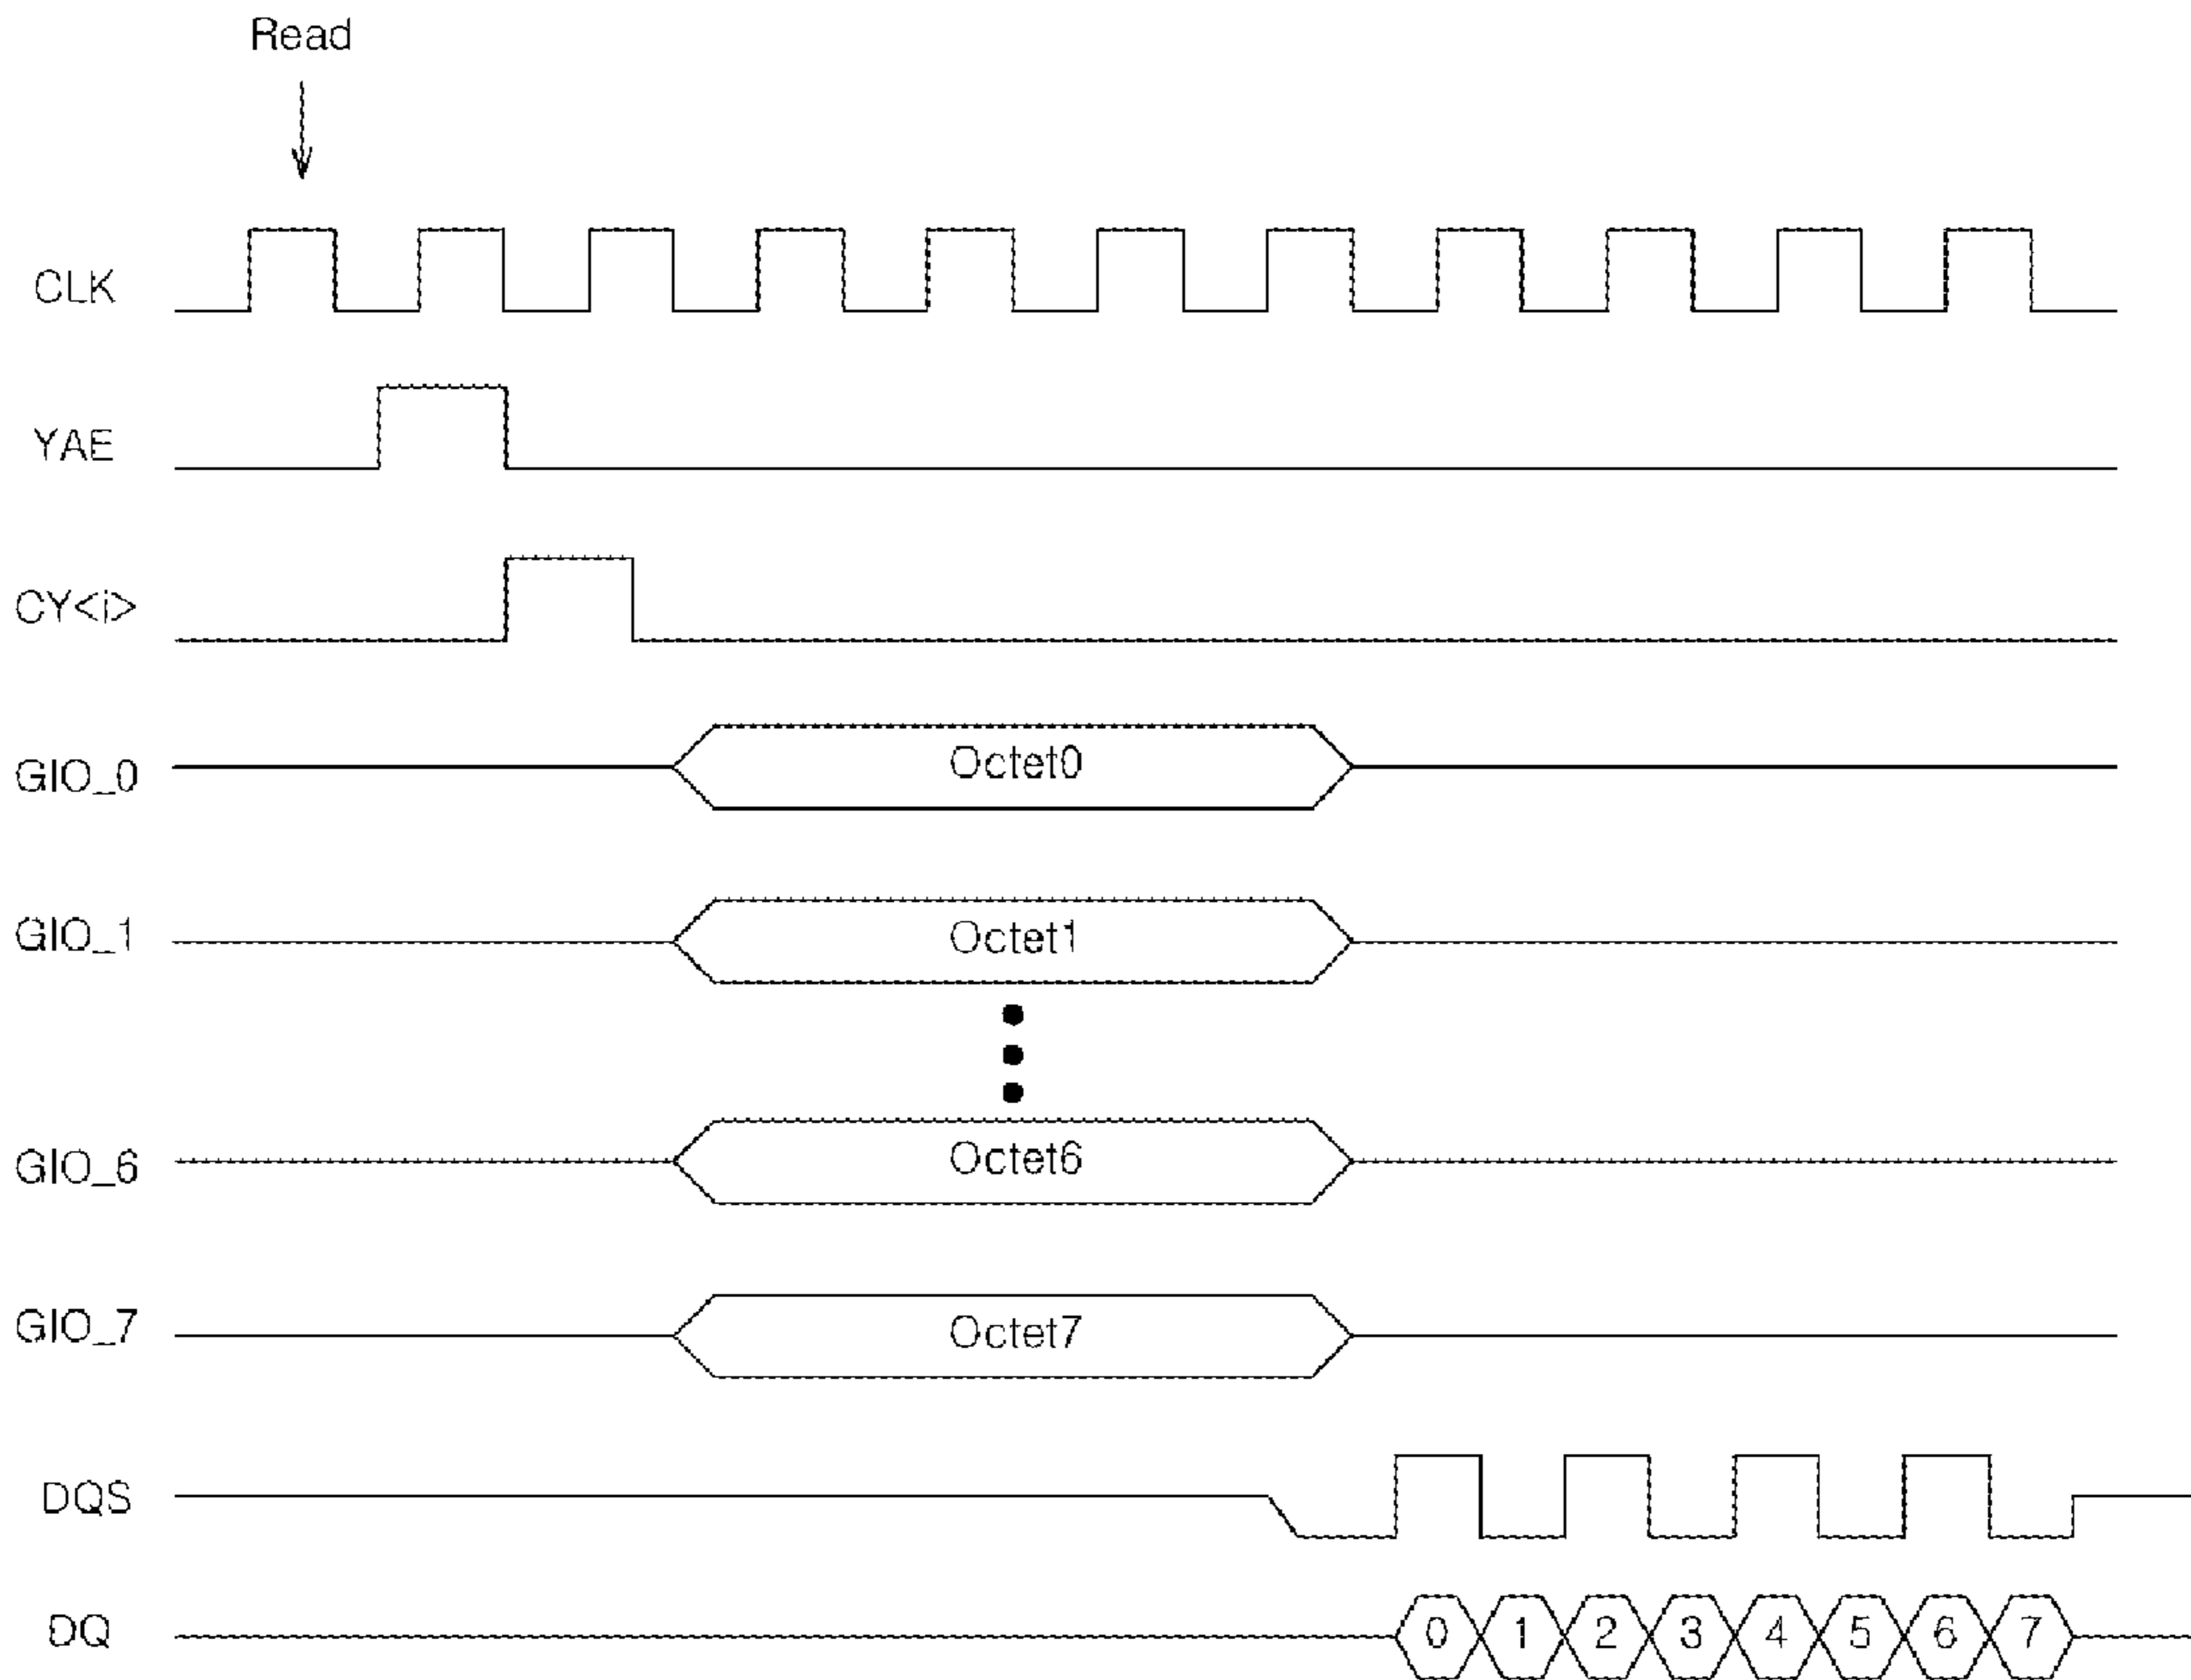 Read
CLK
YAE
CY<i>
GIO_0 Octet0
GIO_1 Octet1
GIO_6 Octet6
GIO_7 Octet7
DQS
DQ 0 1 2 3 4 5 6 7